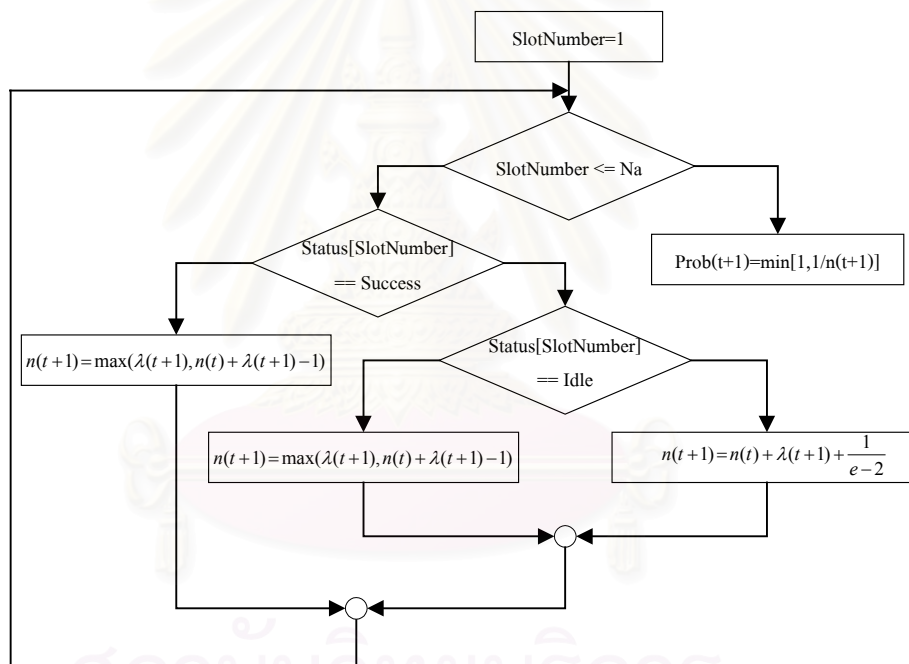 SlotNumber=1
SlotNumber <= Na
Status[SlotNumber]
== Success
Prob(t+1)=min[1,1/n(t+1)]
n(t+1)=max(λ(t+1),n(t)+λ(t+1)−1)
Status[SlotNumber]
== Idle
n(t+1)=max(λ(t+1),n(t)+λ(t+1)−1)
n(t+1)=n(t)+λ(t+1)+1/(e−2)